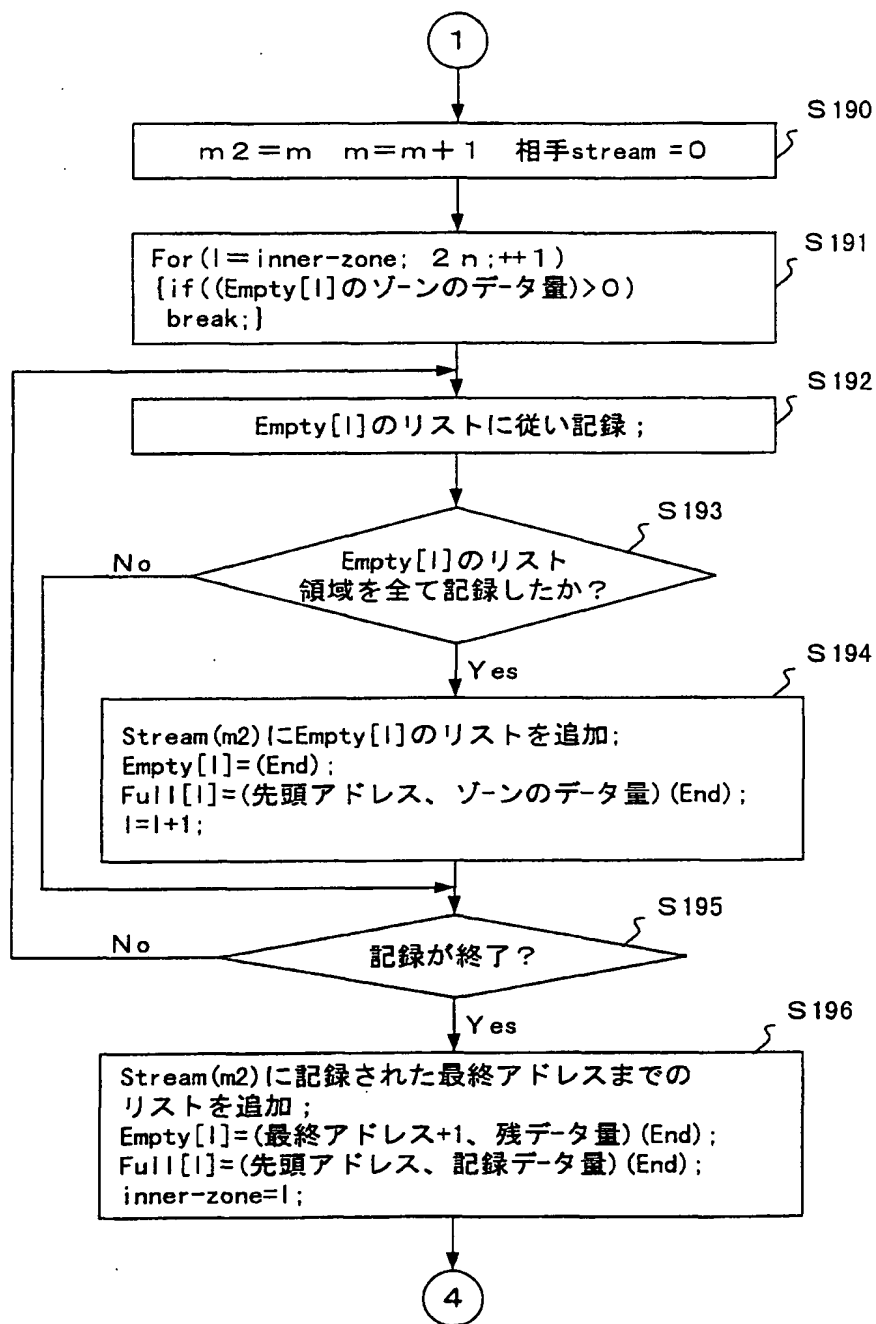 1
S190
m2=m m=m+1 相手stream =0
S191
For(l=inner-zone; 2n;++1)
{if((Empty[l]のゾーンのデータ量)>0)
break;}
S192
Empty[l]のリストに従い記録;
S193
No
Empty[l]のリスト
領域を全て記録したか?
Yes
S194
Stream(m2)にEmpty[l]のリストを追加;
Empty[l]=(End);
Full[l]=(先頭アドレス、ゾーンのデータ量)(End);
l=l+1;
S195
No
記録が終了?
Yes
S196
Stream(m2)に記録された最終アドレスまでの
リストを追加;
Empty[l]=(最終アドレス+1、残データ量)(End);
Full[l]=(先頭アドレス、記録データ量)(End);
inner-zone=l;
4